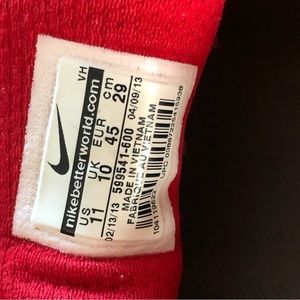 VH
nikebetterworld.com
US UK EUR cm
11 10 45 29
02/13/13 04/09/13
599541-600
MADE IN VIETNAM
FABRIQUE AU VIETNAM